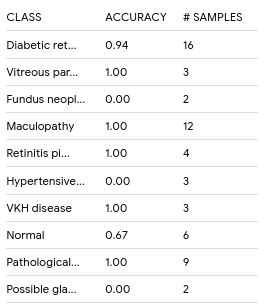 CLASS ACCURACY # SAMPLES
Diabetic ret... 0.94 16
Vitreous par... 1.00 3
Fundus neopl... 0.00 2
Maculopathy 1.00 12
Retinitis pi... 1.00 4
Hypertensive... 0.00 3
VKH disease 1.00 3
Normal 0.67 6
Pathological... 1.00 9
Possible gla... 0.00 2